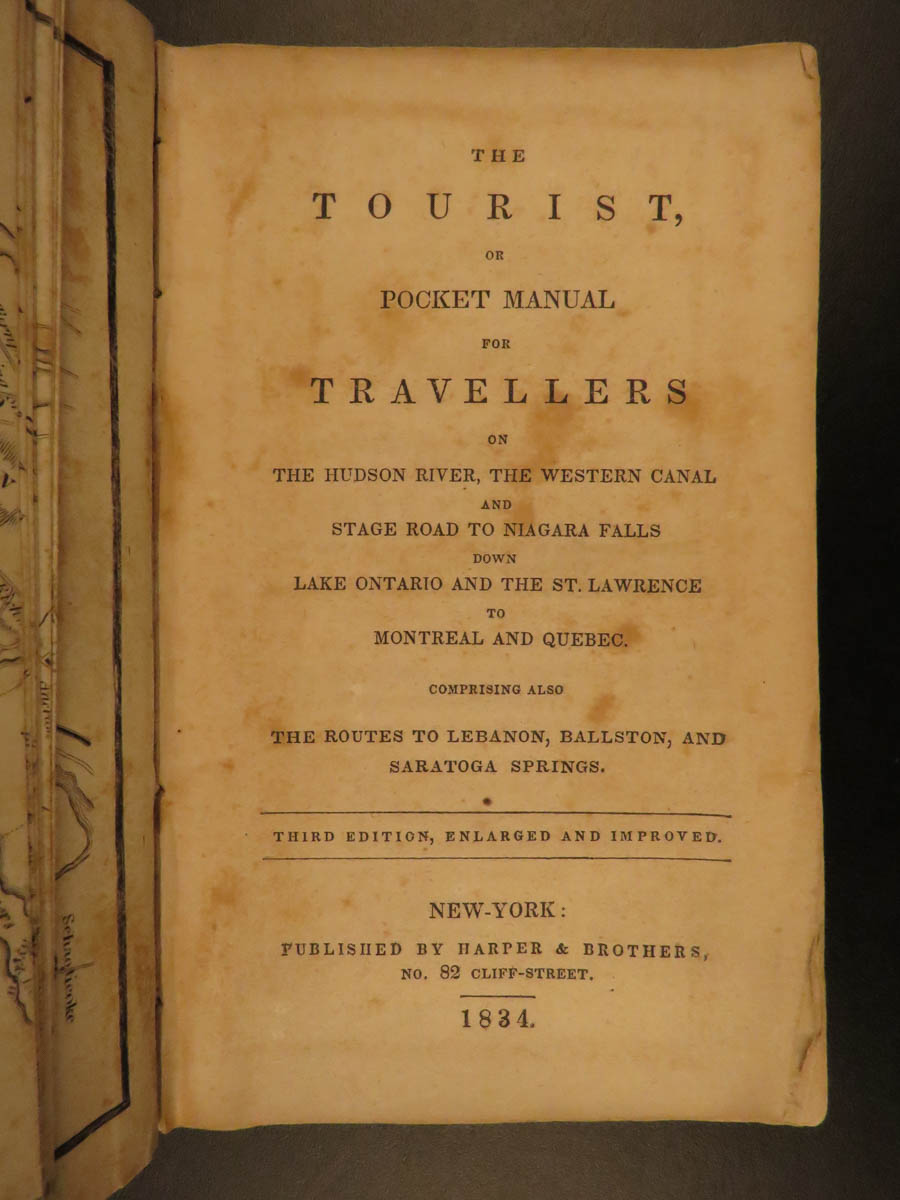 THE
TOURIST,
OR
POCKET MANUAL
FOR
TRAVELLERS
ON
THE HUDSON RIVER, THE WESTERN CANAL
AND
STAGE ROAD TO NIAGARA FALLS
DOWN
LAKE ONTARIO AND THE ST. LAWRENCE
TO
MONTREAL AND QUEBEC.
COMPRISING ALSO
THE ROUTES TO LEBANON, BALLSTON, AND
SARATOGA SPRINGS.
THIRD EDITION, ENLARGED AND IMPROVED.
NEW-YORK:
PUBLISHED BY HARPER & BROTHERS,
NO. 82 CLIFF-STREET.
1834.
Schaghticoke